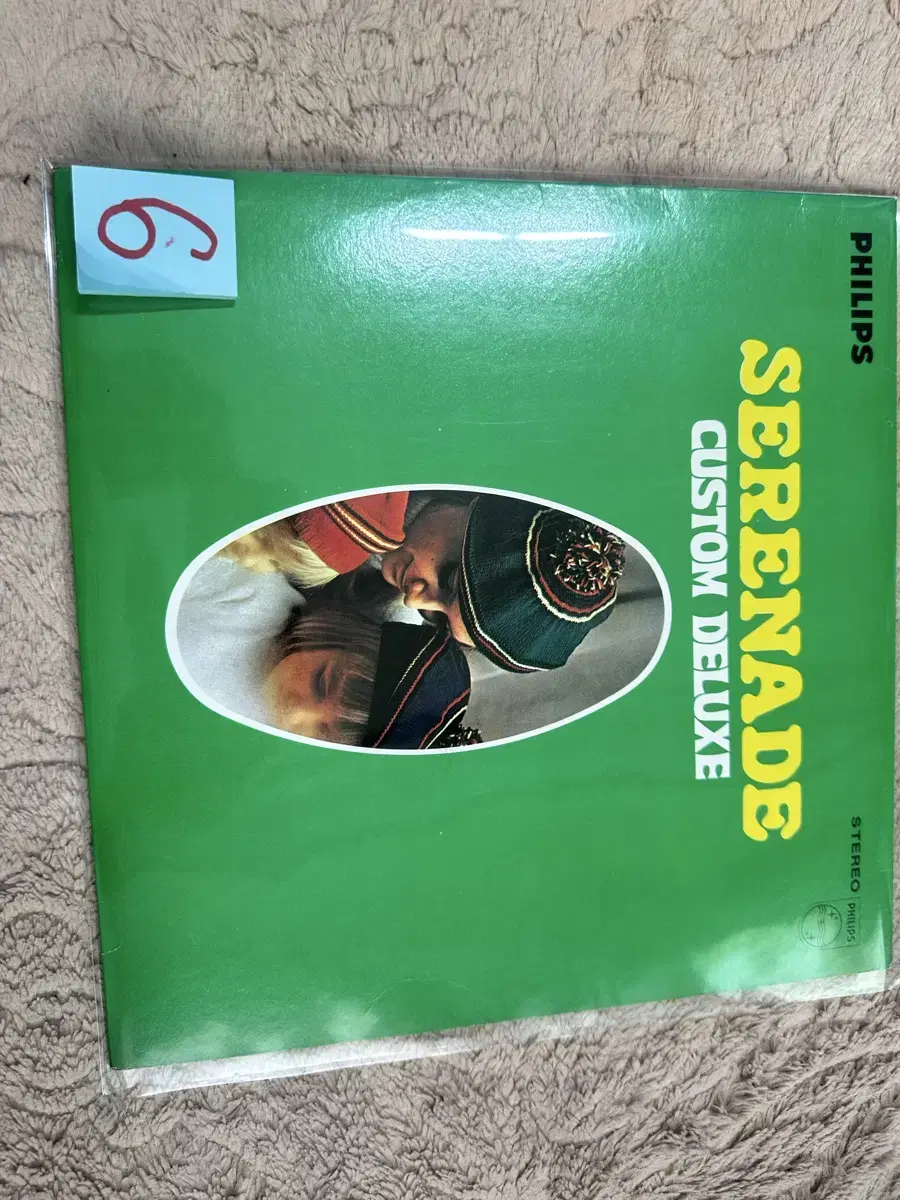 PHILIPS
STEREO
PHILIPS
SERENADE
CUSTOM DELUXE
6